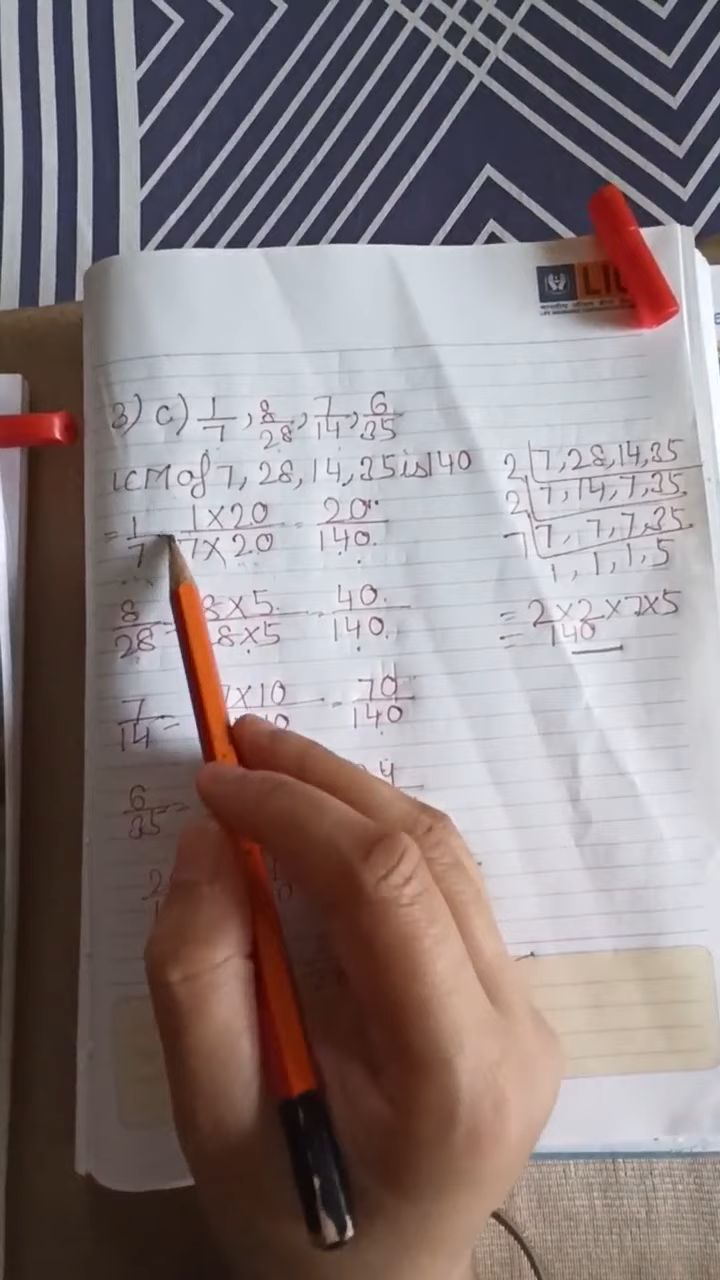 LIC
3) C) 1/7, 8/28, 7/14, 6/35
LCM of 7, 28, 14, 35 is 140
= 1/7 = 1×20/7×20 = 20/140
8/28 = 8×5/8×5 = 40/140
7/14 = 7×10 = 70/140
6/35 =
2 | 7, 28, 14, 35
2 | 7, 14, 7, 35
7 | 7, 7, 7, 35
1, 1, 1, 5
= 2×2×7×5
= 140